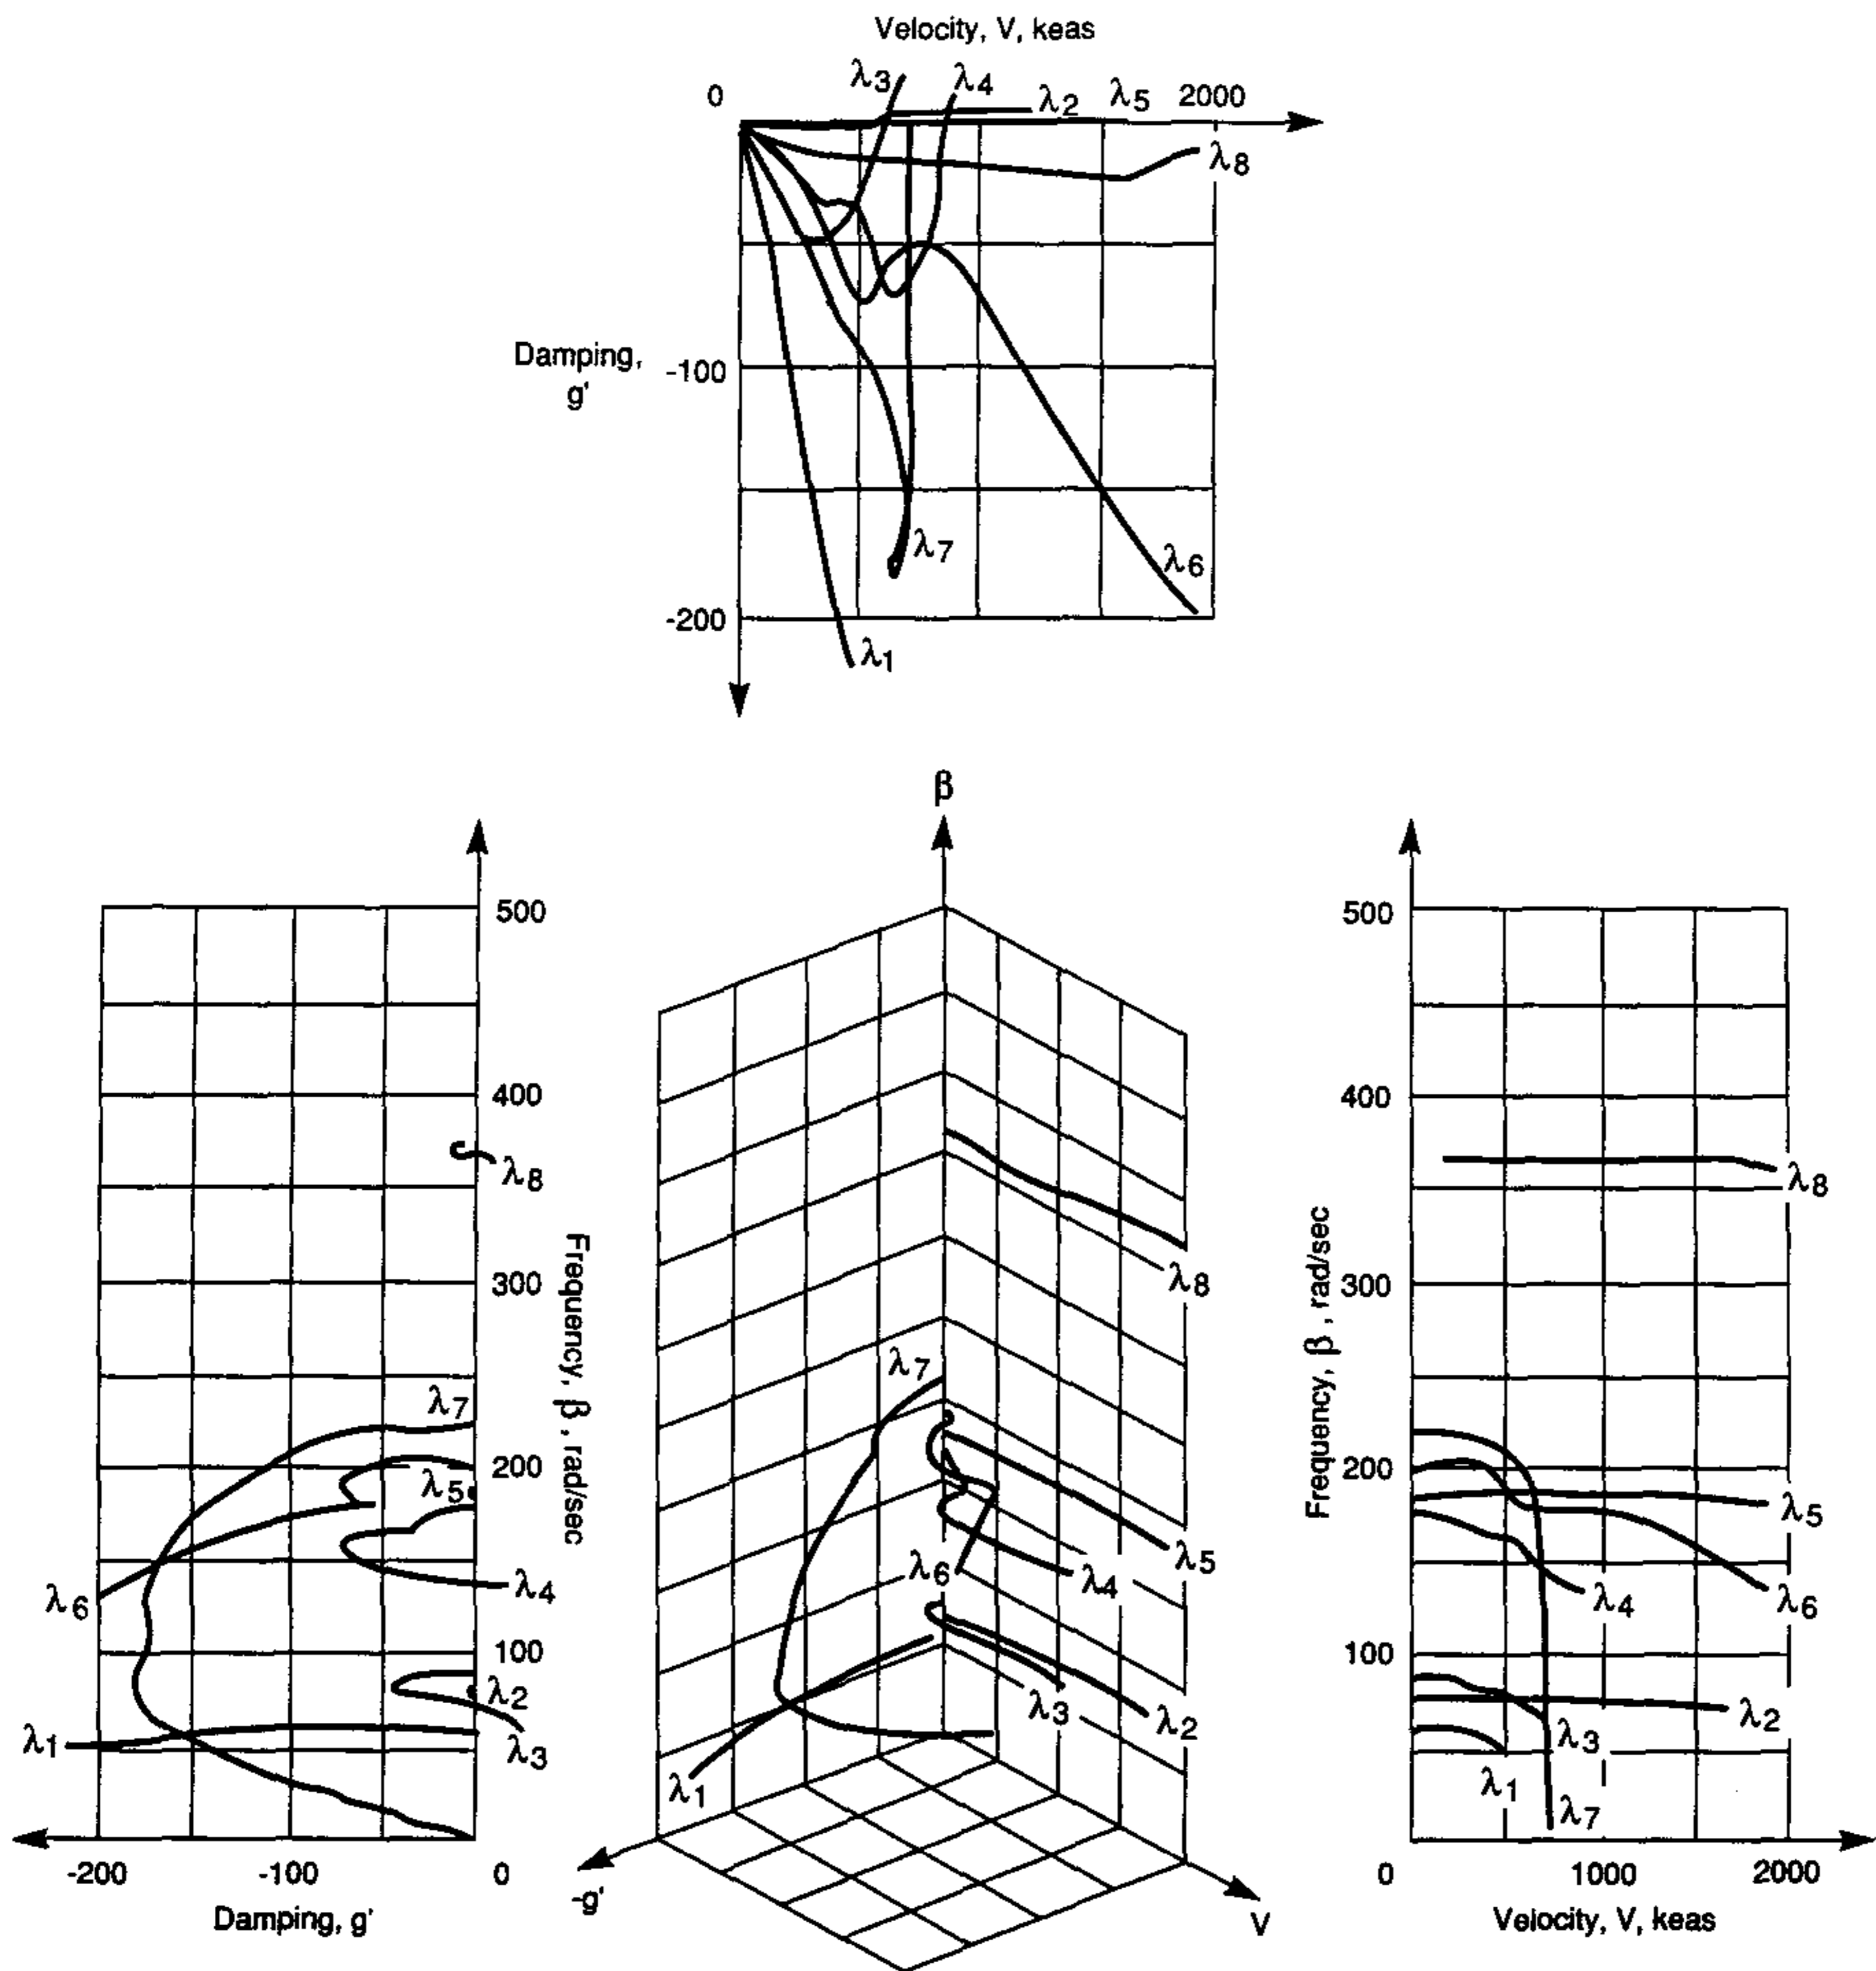 Velocity, V, keas
λ3
λ4
0
λ2
λ5
2000
λ8
Damping,
g'
-100
λ7
λ6
-200
λ1
β
500
400
λ8
300
λ7
200
λ5
λ6
λ4
100
λ2
λ1
λ3
-200
-100
0
Damping, g'
Frequency, β, rad/sec
λ8
λ7
λ5
λ6
λ4
λ3
λ2
λ1
-g'
V
500
400
λ8
Frequency, β, rad/sec
300
200
λ5
λ4
λ6
100
λ2
λ3
λ1
λ7
0
1000
2000
Velocity, V, keas